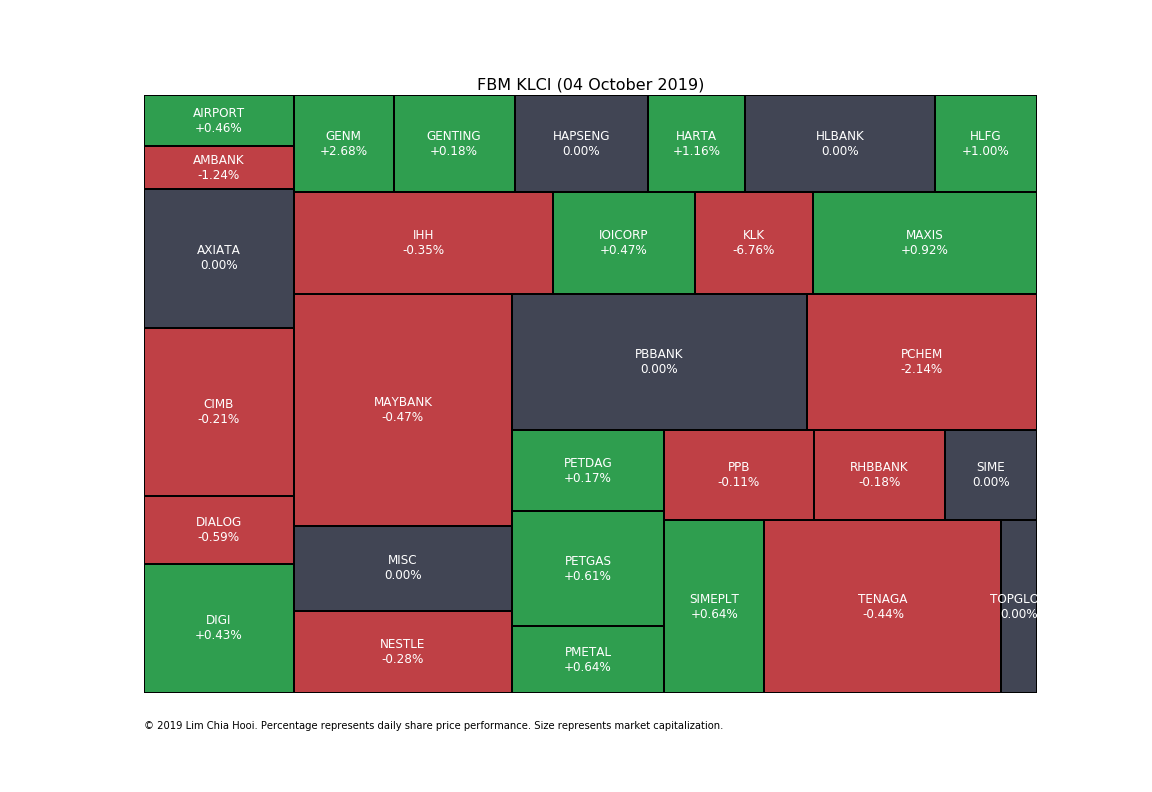 FBM KLCI (04 October 2019)
AIRPORT
+0.46%
AMBANK
-1.24%
AXIATA
0.00%
CIMB
-0.21%
DIALOG
-0.59%
DIGI
+0.43%
GENM
+2.68%
GENTING
+0.18%
HAPSENG
0.00%
HARTA
+1.16%
HLBANK
0.00%
HLFG
+1.00%
IHH
-0.35%
IOICORP
+0.47%
KLK
-6.76%
MAXIS
+0.92%
MAYBANK
-0.47%
MISC
0.00%
NESTLE
-0.28%
PBBANK
0.00%
PCHEM
-2.14%
PETDAG
+0.17%
PETGAS
+0.61%
PMETAL
+0.64%
PPB
-0.11%
RHBBANK
-0.18%
SIME
0.00%
SIMEPLT
+0.64%
TENAGA
-0.44%
0.00%
© 2019 Lim Chia Hooi. Percentage represents daily share price performance. Size represents market capitalization.